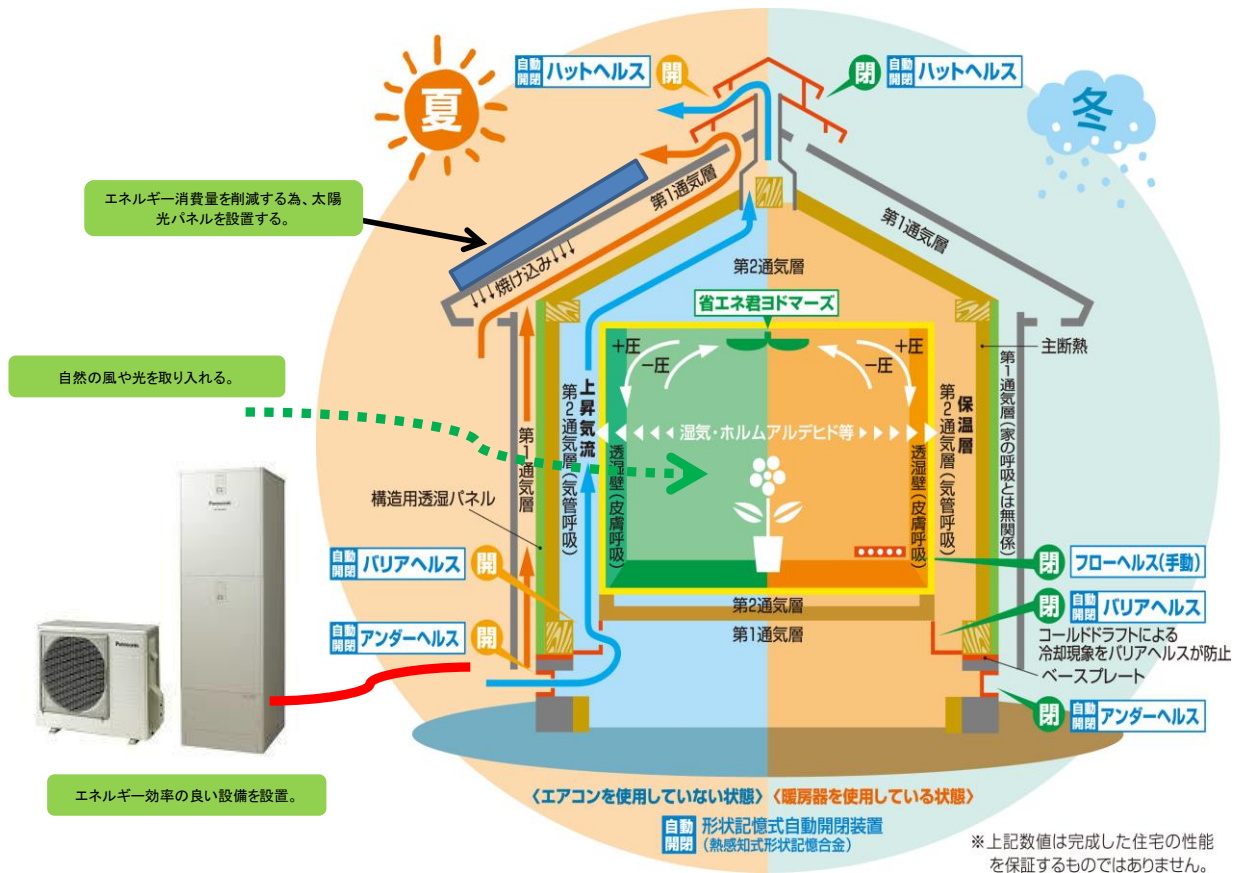 夏
冬
自動
開閉
ハットヘルス
開
閉
自動
開閉
ハットヘルス
エネルギー消費量を削減する為、太陽
光パネルを設置する。
第1通気層
焼け込み
第1通気層
第2通気層
省エネ君ヨドマーズ
+圧
-圧
+圧
-圧
主断熱
自然の風や光を取り入れる。
上昇気流
第2通気層(気管呼吸)
湿気・ホルムアルデヒド等
保温層
第2通気層(気管呼吸)
第1通気層(家の呼吸とは無関係)
透湿壁(皮膚呼吸)
透湿壁(皮膚呼吸)
第1通気層
構造用透湿パネル
Panasonic
Panasonic
自動
開閉
バリアヘルス
開
閉
フローヘルス(手動)
第2通気層
第1通気層
自動
開閉
アンダーヘルス
開
閉
自動
開閉
バリアヘルス
コールドドラフトによる
冷却現象をバリアヘルスが防止
ベースプレート
閉
自動
開閉
アンダーヘルス
エネルギー効率の良い設備を設置。
〈エアコンを使用していない状態〉
〈暖房器を使用している状態〉
自動
開閉
形状記憶式自動開閉装置
(熱感知式形状記憶合金)
※上記数値は完成した住宅の性能
を保証するものではありません。